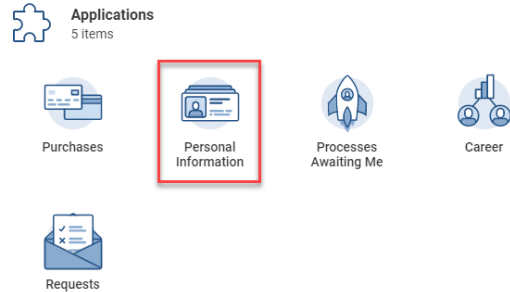 Applications
5 items
Purchases
Personal
Information
Processes
Awaiting Me
Career
Requests